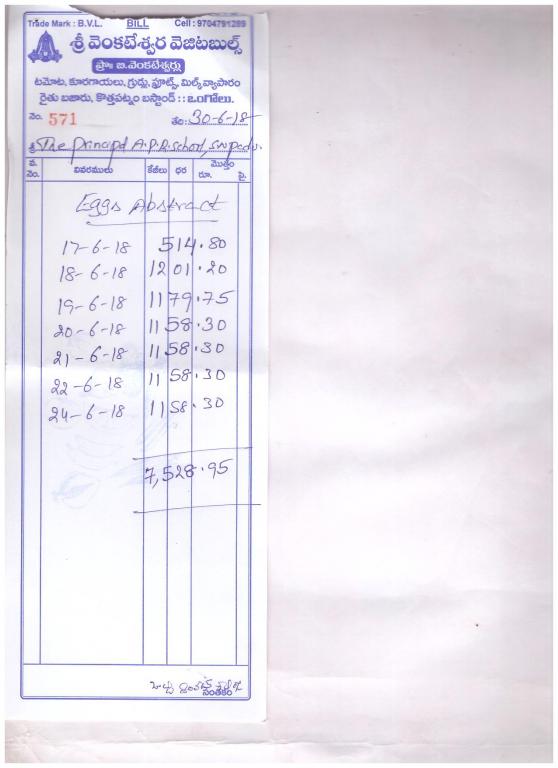 Trade Mark : B.V.L. BILL Cell : 9704791289
శ్రీ వెంకటేశ్వర వెజిటబుల్స్
ప్రొః బి.వెంకటేశ్వర్లు
టమోట, కూరగాయలు, గ్రుడ్లు, ఫ్రూట్స్, మిల్క్ వ్యాపారం
రైతు బజారు, కొత్తపట్నం బస్టాండ్ :: ఒంగోలు.
నెం. 571 తేది: 30-6-18
శ్రీ The Principal A.P.R. School,
వ. నెం. వివరములు కేజీలు ధర మొత్తం రూ. పై.
Eggs Abstract
17-6-18 514.80
18-6-18 1201.20
19-6-18 1179.75
20-6-18 1158.30
21-6-18 1158.30
22-6-18 1158.30
24-6-18 1158.30
7,528.95
సంతకం